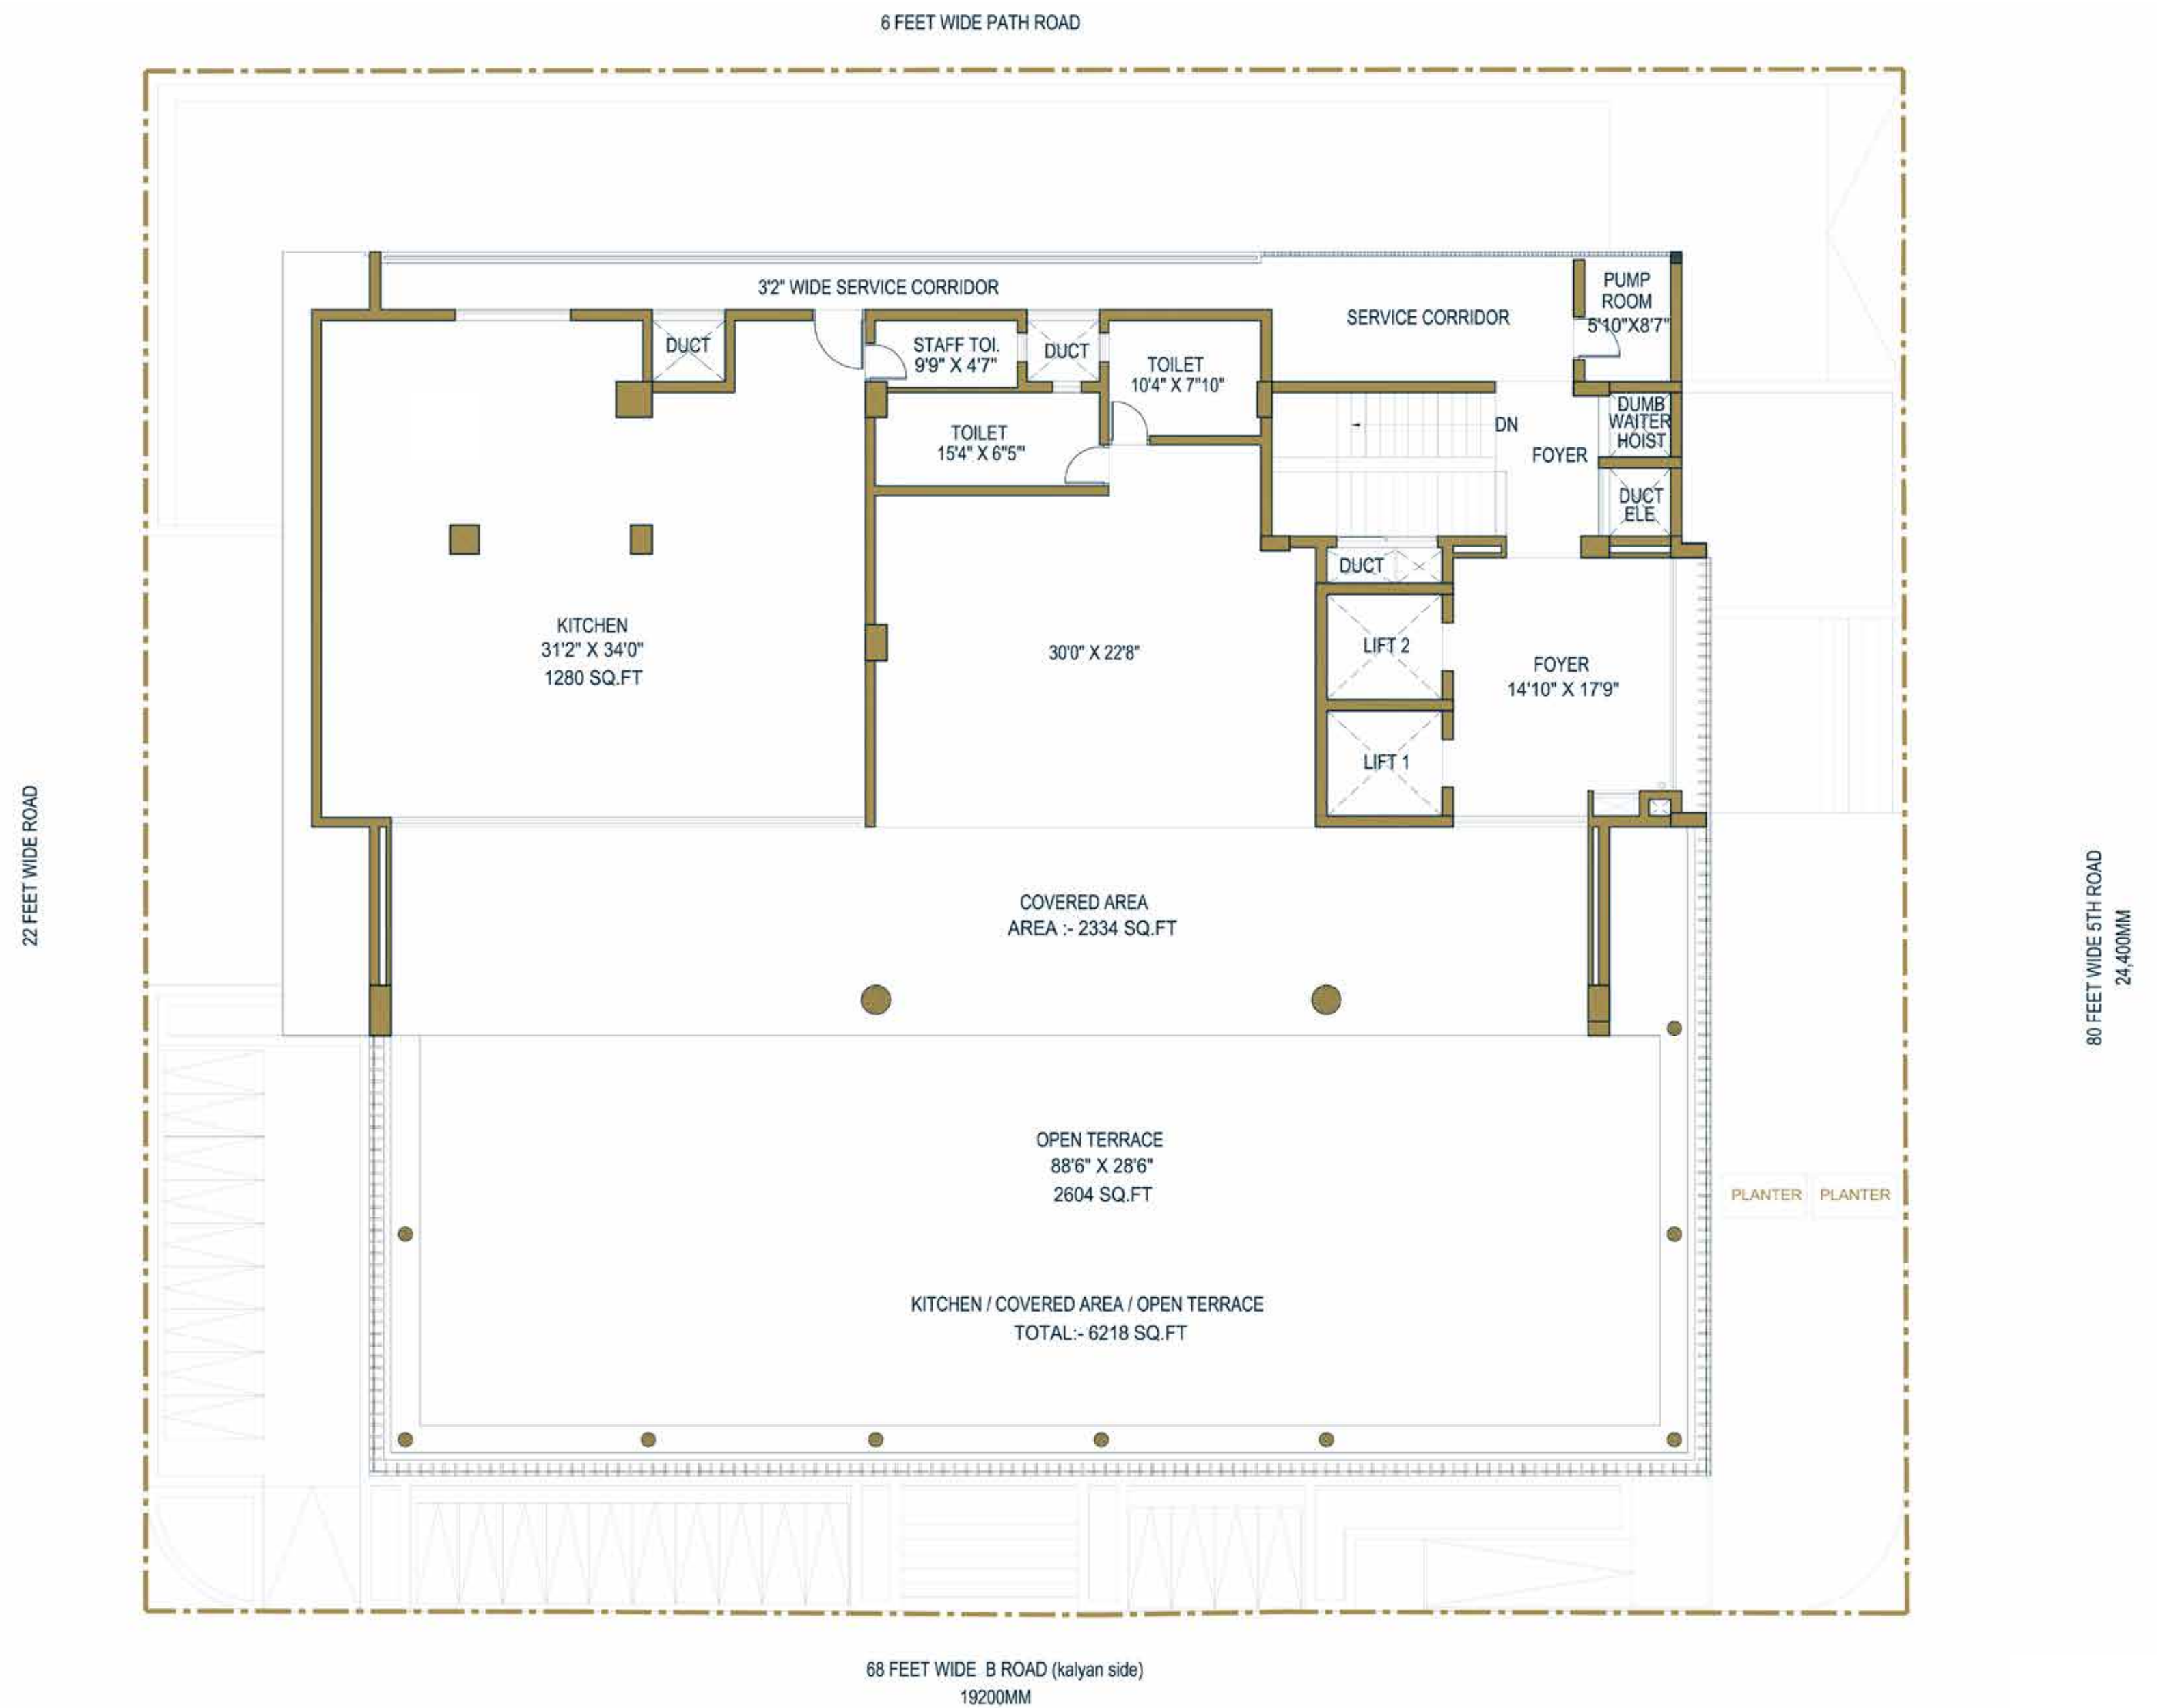 6 FEET WIDE PATH ROAD
3'2" WIDE SERVICE CORRIDOR
SERVICE CORRIDOR
PUMP
ROOM
5'10"X8'7"
DUCT
STAFF TOI.
9'9" X 4'7"
DUCT
TOILET
10'4" X 7"10"
TOILET
15'4" X 6"5'"
DN
FOYER
DUMB
WAITER
HOIST
DUCT
ELE
DUCT
KITCHEN
31'2" X 34'0"
1280 SQ.FT
30'0" X 22'8"
LIFT 2
FOYER
14'10" X 17'9"
LIFT 1
22 FEET WIDE ROAD
COVERED AREA
AREA :- 2334 SQ.FT
80 FEET WIDE 5TH ROAD
24,400MM
OPEN TERRACE
88'6" X 28'6"
2604 SQ.FT
PLANTER PLANTER
KITCHEN / COVERED AREA / OPEN TERRACE
TOTAL:- 6218 SQ.FT
68 FEET WIDE B ROAD (kalyan side)
19200MM